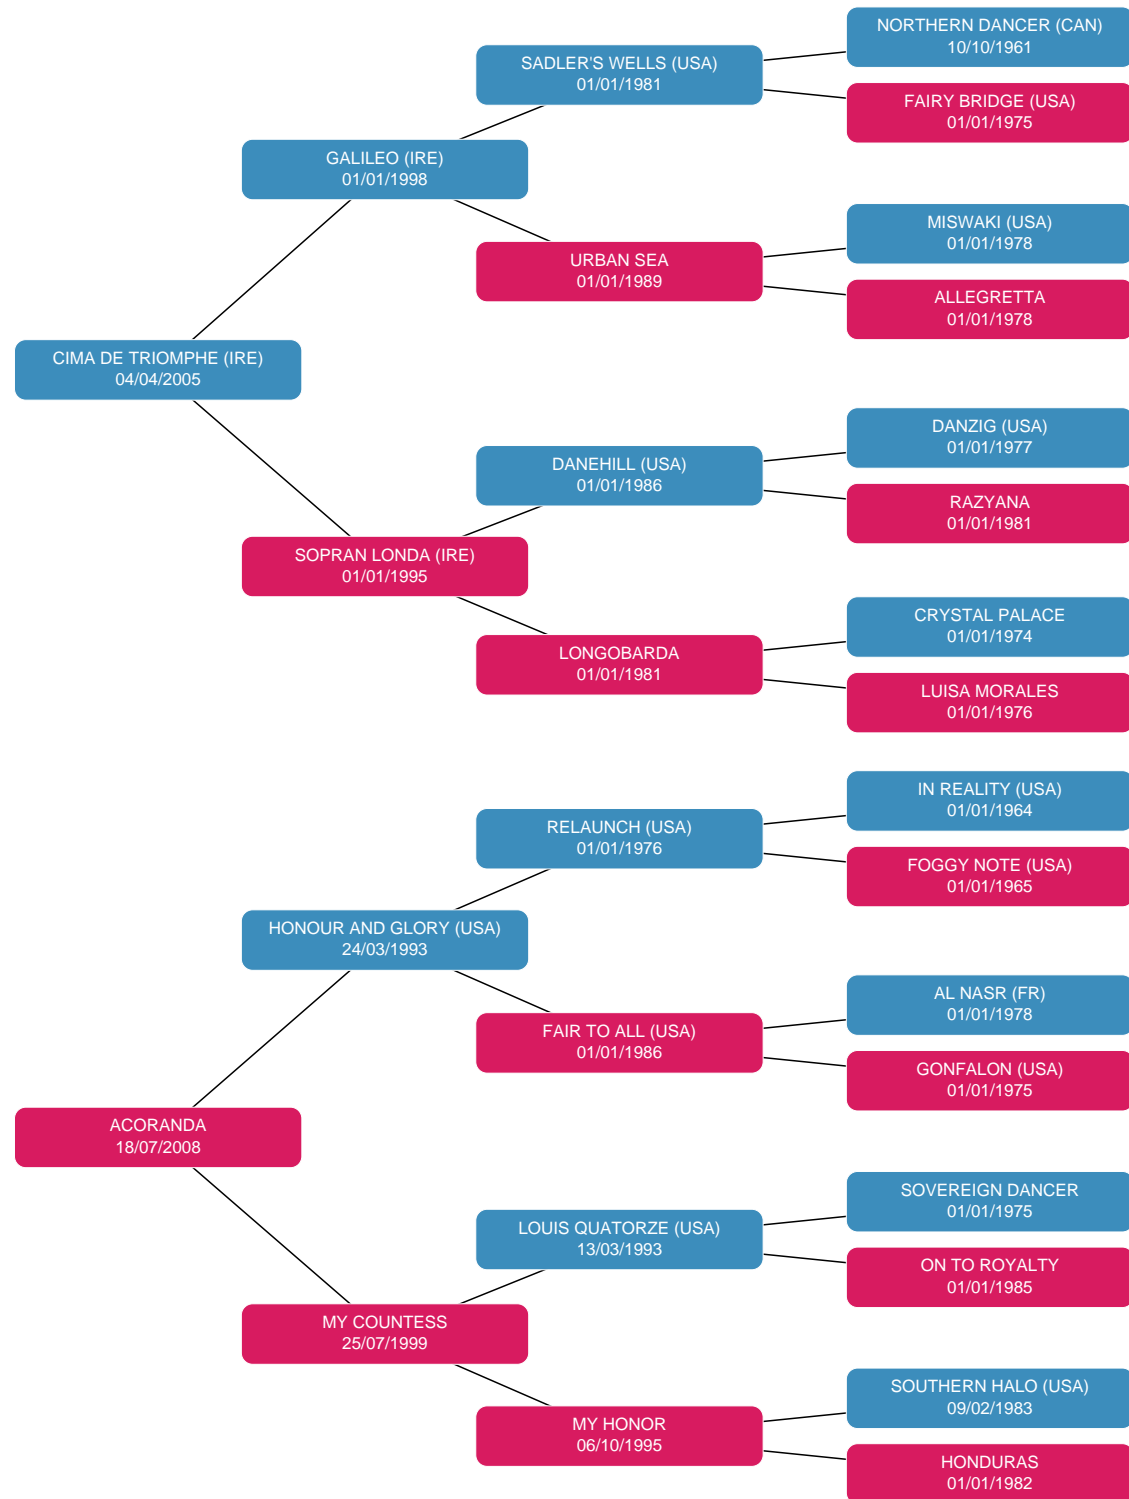 NORTHERN DANCER (CAN)
10/10/1961
SADLER'S WELLS (USA)
01/01/1981
FAIRY BRIDGE (USA)
01/01/1975
GALILEO (IRE)
01/01/1998
MISWAKI (USA)
01/01/1978
URBAN SEA
01/01/1989
ALLEGRETTA
01/01/1978
CIMA DE TRIOMPHE (IRE)
04/04/2005
DANZIG (USA)
01/01/1977
DANEHILL (USA)
01/01/1986
RAZYANA
01/01/1981
SOPRAN LONDA (IRE)
01/01/1995
CRYSTAL PALACE
01/01/1974
LONGOBARDA
01/01/1981
LUISA MORALES
01/01/1976
IN REALITY (USA)
01/01/1964
RELAUNCH (USA)
01/01/1976
FOGGY NOTE (USA)
01/01/1965
HONOUR AND GLORY (USA)
24/03/1993
AL NASR (FR)
01/01/1978
FAIR TO ALL (USA)
01/01/1986
GONFALON (USA)
01/01/1975
ACORANDA
18/07/2008
SOVEREIGN DANCER
01/01/1975
LOUIS QUATORZE (USA)
13/03/1993
ON TO ROYALTY
01/01/1985
MY COUNTESS
25/07/1999
SOUTHERN HALO (USA)
09/02/1983
MY HONOR
06/10/1995
HONDURAS
01/01/1982